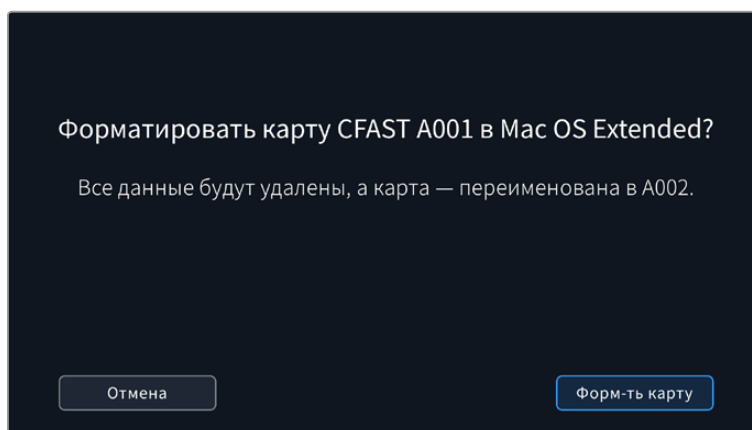 Форматировать карту CFAST A001 в Mac OS Extended?
Все данные будут удалены, а карта — переименована в A002.
Отмена
Форм-ть карту